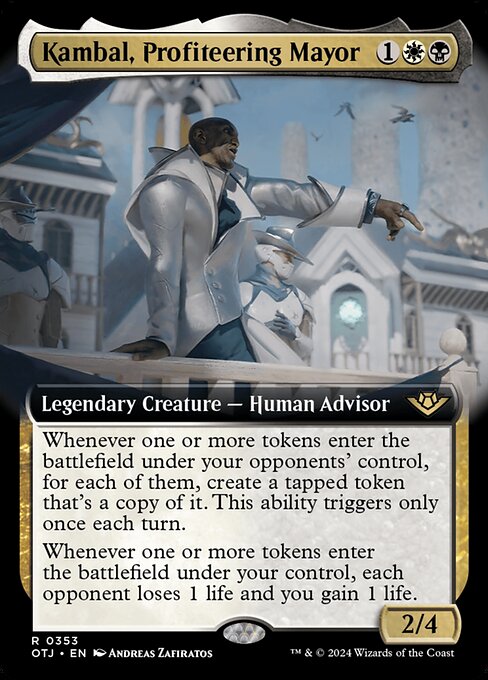 Kambal, Profiteering Mayor 1
Legendary Creature — Human Advisor
Whenever one or more tokens enter the
battlefield under your opponents’ control,
for each of them, create a tapped token
that’s a copy of it. This ability triggers only
once each turn.
Whenever one or more tokens enter
the battlefield under your control, each
opponent loses 1 life and you gain 1 life.
2/4
R 0353
OTJ • EN Andreas Zafiratos
™ & © 2024 Wizards of the Coast